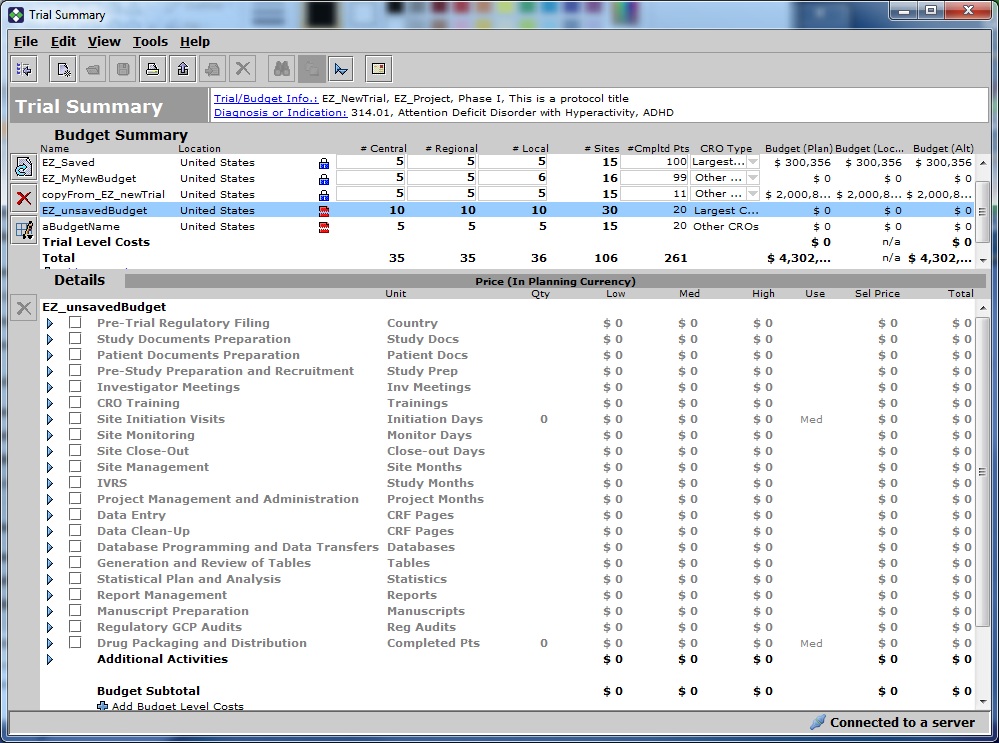 Trial Summary
File Edit View Tools Help
Trial Summary
Trial/Budget Info.: EZ_NewTrial, EZ_Project, Phase I, This is a protocol title
Diagnosis or Indication: 314.01, Attention Deficit Disorder with Hyperactivity, ADHD
Budget Summary
Name Location # Central # Regional # Local # Sites #Cmpltd Pts CRO Type Budget (Plan) Budget (Loc... Budget (Alt)
EZ_Saved United States 5 5 5 15 100 Largest... $ 300,356 $ 300,356 $ 300,356
EZ_MyNewBudget United States 5 5 6 16 99 Other ... $ 0 $ 0 $ 0
copyFrom_EZ_newTrial United States 5 5 5 15 11 Other ... $ 2,000,8... $ 2,000,8... $ 2,000,8...
EZ_unsavedBudget United States 10 10 10 30 20 Largest C... $ 0 $ 0 $ 0
aBudgetName United States 5 5 5 15 20 Other CROs $ 0 $ 0 $ 0
Trial Level Costs $ 0 n/a $ 0
Total 35 35 36 106 261 $ 4,302,... n/a $ 4,302,...
Details Price (In Planning Currency)
Unit Qty Low Med High Use Sel Price Total
EZ_unsavedBudget
Pre-Trial Regulatory Filing Country $ 0 $ 0 $ 0 $ 0 $ 0
Study Documents Preparation Study Docs $ 0 $ 0 $ 0 $ 0 $ 0
Patient Documents Preparation Patient Docs $ 0 $ 0 $ 0 $ 0 $ 0
Pre-Study Preparation and Recruitment Study Prep $ 0 $ 0 $ 0 $ 0 $ 0
Investigator Meetings Inv Meetings $ 0 $ 0 $ 0 $ 0 $ 0
CRO Training Trainings $ 0 $ 0 $ 0 $ 0 $ 0
Site Initiation Visits Initiation Days 0 $ 0 $ 0 $ 0 Med $ 0 $ 0
Site Monitoring Monitor Days $ 0 $ 0 $ 0 $ 0 $ 0
Site Close-Out Close-out Days $ 0 $ 0 $ 0 $ 0 $ 0
Site Management Site Months $ 0 $ 0 $ 0 $ 0 $ 0
IVRS Study Months $ 0 $ 0 $ 0 $ 0 $ 0
Project Management and Administration Project Months $ 0 $ 0 $ 0 $ 0 $ 0
Data Entry CRF Pages $ 0 $ 0 $ 0 $ 0 $ 0
Data Clean-Up CRF Pages $ 0 $ 0 $ 0 $ 0 $ 0
Database Programming and Data Transfers Databases $ 0 $ 0 $ 0 $ 0 $ 0
Generation and Review of Tables Tables $ 0 $ 0 $ 0 $ 0 $ 0
Statistical Plan and Analysis Statistics $ 0 $ 0 $ 0 $ 0 $ 0
Report Management Reports $ 0 $ 0 $ 0 $ 0 $ 0
Manuscript Preparation Manuscripts $ 0 $ 0 $ 0 $ 0 $ 0
Regulatory GCP Audits Reg Audits $ 0 $ 0 $ 0 $ 0 $ 0
Drug Packaging and Distribution Completed Pts 0 $ 0 $ 0 $ 0 Med $ 0 $ 0
Additional Activities $ 0 $ 0 $ 0 $ 0 $ 0
Budget Subtotal $ 0 $ 0 $ 0 $ 0 $ 0
Add Budget Level Costs
Connected to a server